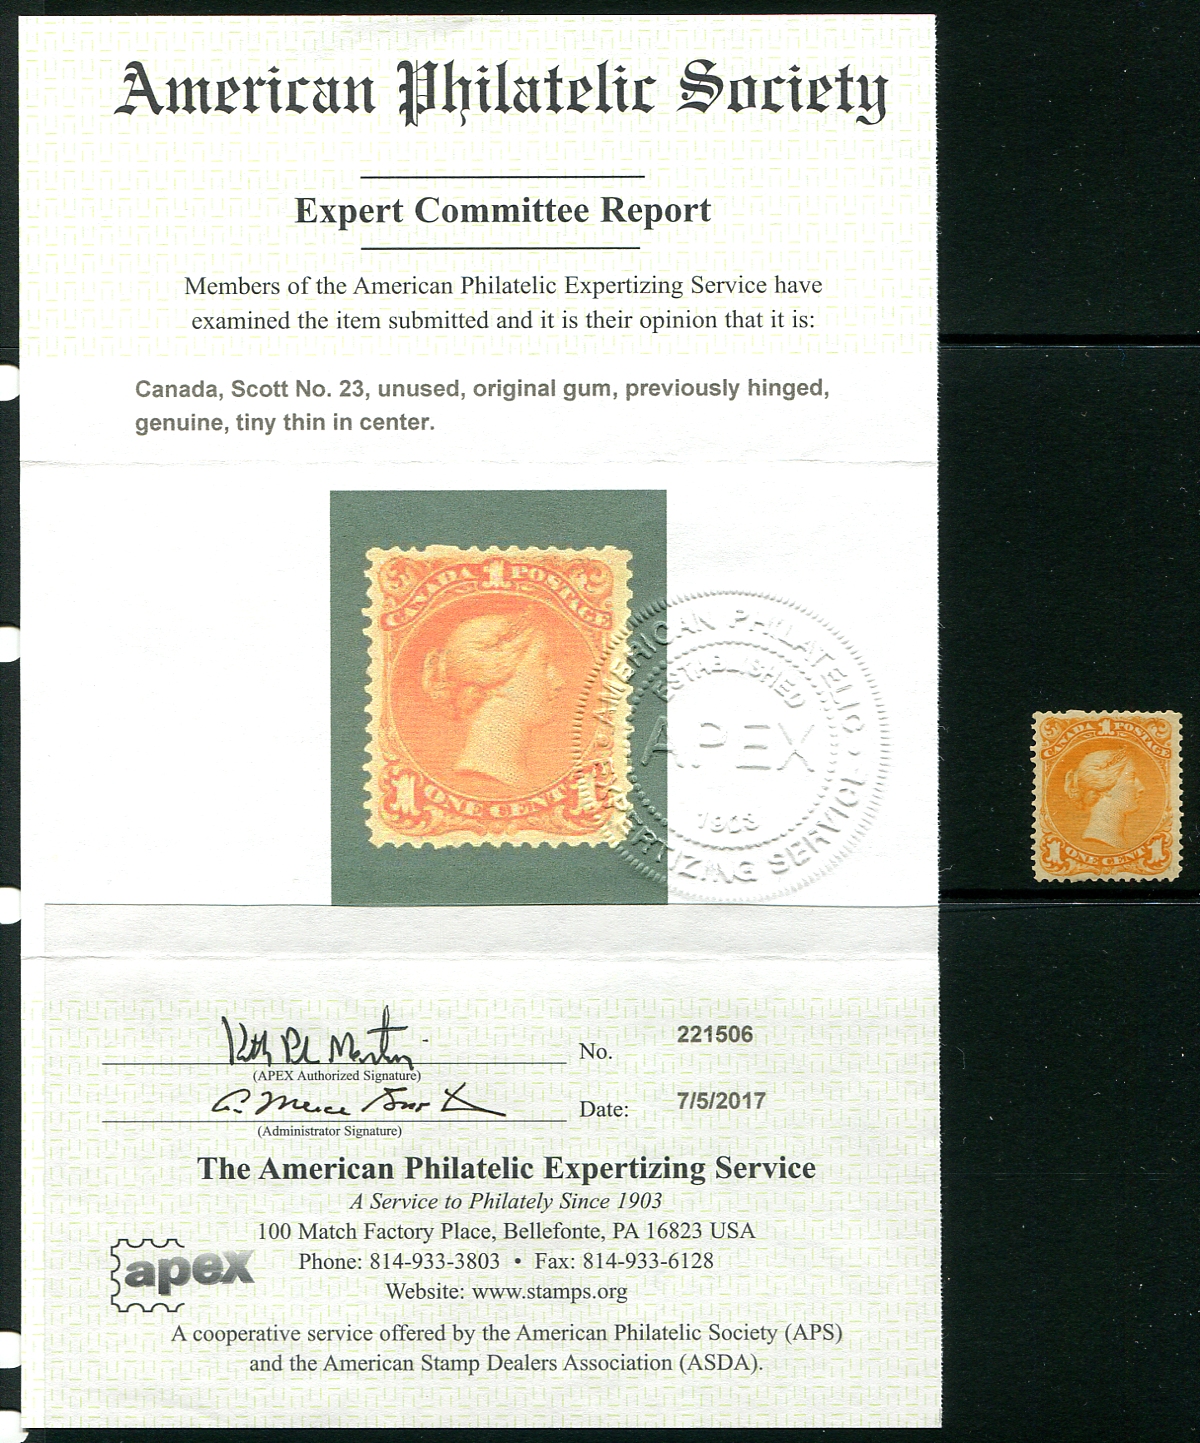 American Philatelic Society
Expert Committee Report
Members of the American Philatelic Expertizing Service have
examined the item submitted and it is their opinion that it is:
Canada, Scott No. 23, unused, original gum, previously hinged,
genuine, tiny thin in center.
CANADA 1 POSTAGE
1 ONE CENT 1
AMERICAN PHILATELIC
ESTABLISHED
APEX
1903
EXPERTIZING SERVICE
CANADA 1 POSTAGE
1 ONE CENT 1
No. 221506
(APEX Authorized Signature)
Date: 7/5/2017
(Administrator Signature)
The American Philatelic Expertizing Service
A Service to Philately Since 1903
100 Match Factory Place, Bellefonte, PA 16823 USA
apex
Phone: 814-933-3803 • Fax: 814-933-6128
Website: www.stamps.org
A cooperative service offered by the American Philatelic Society (APS)
and the American Stamp Dealers Association (ASDA).